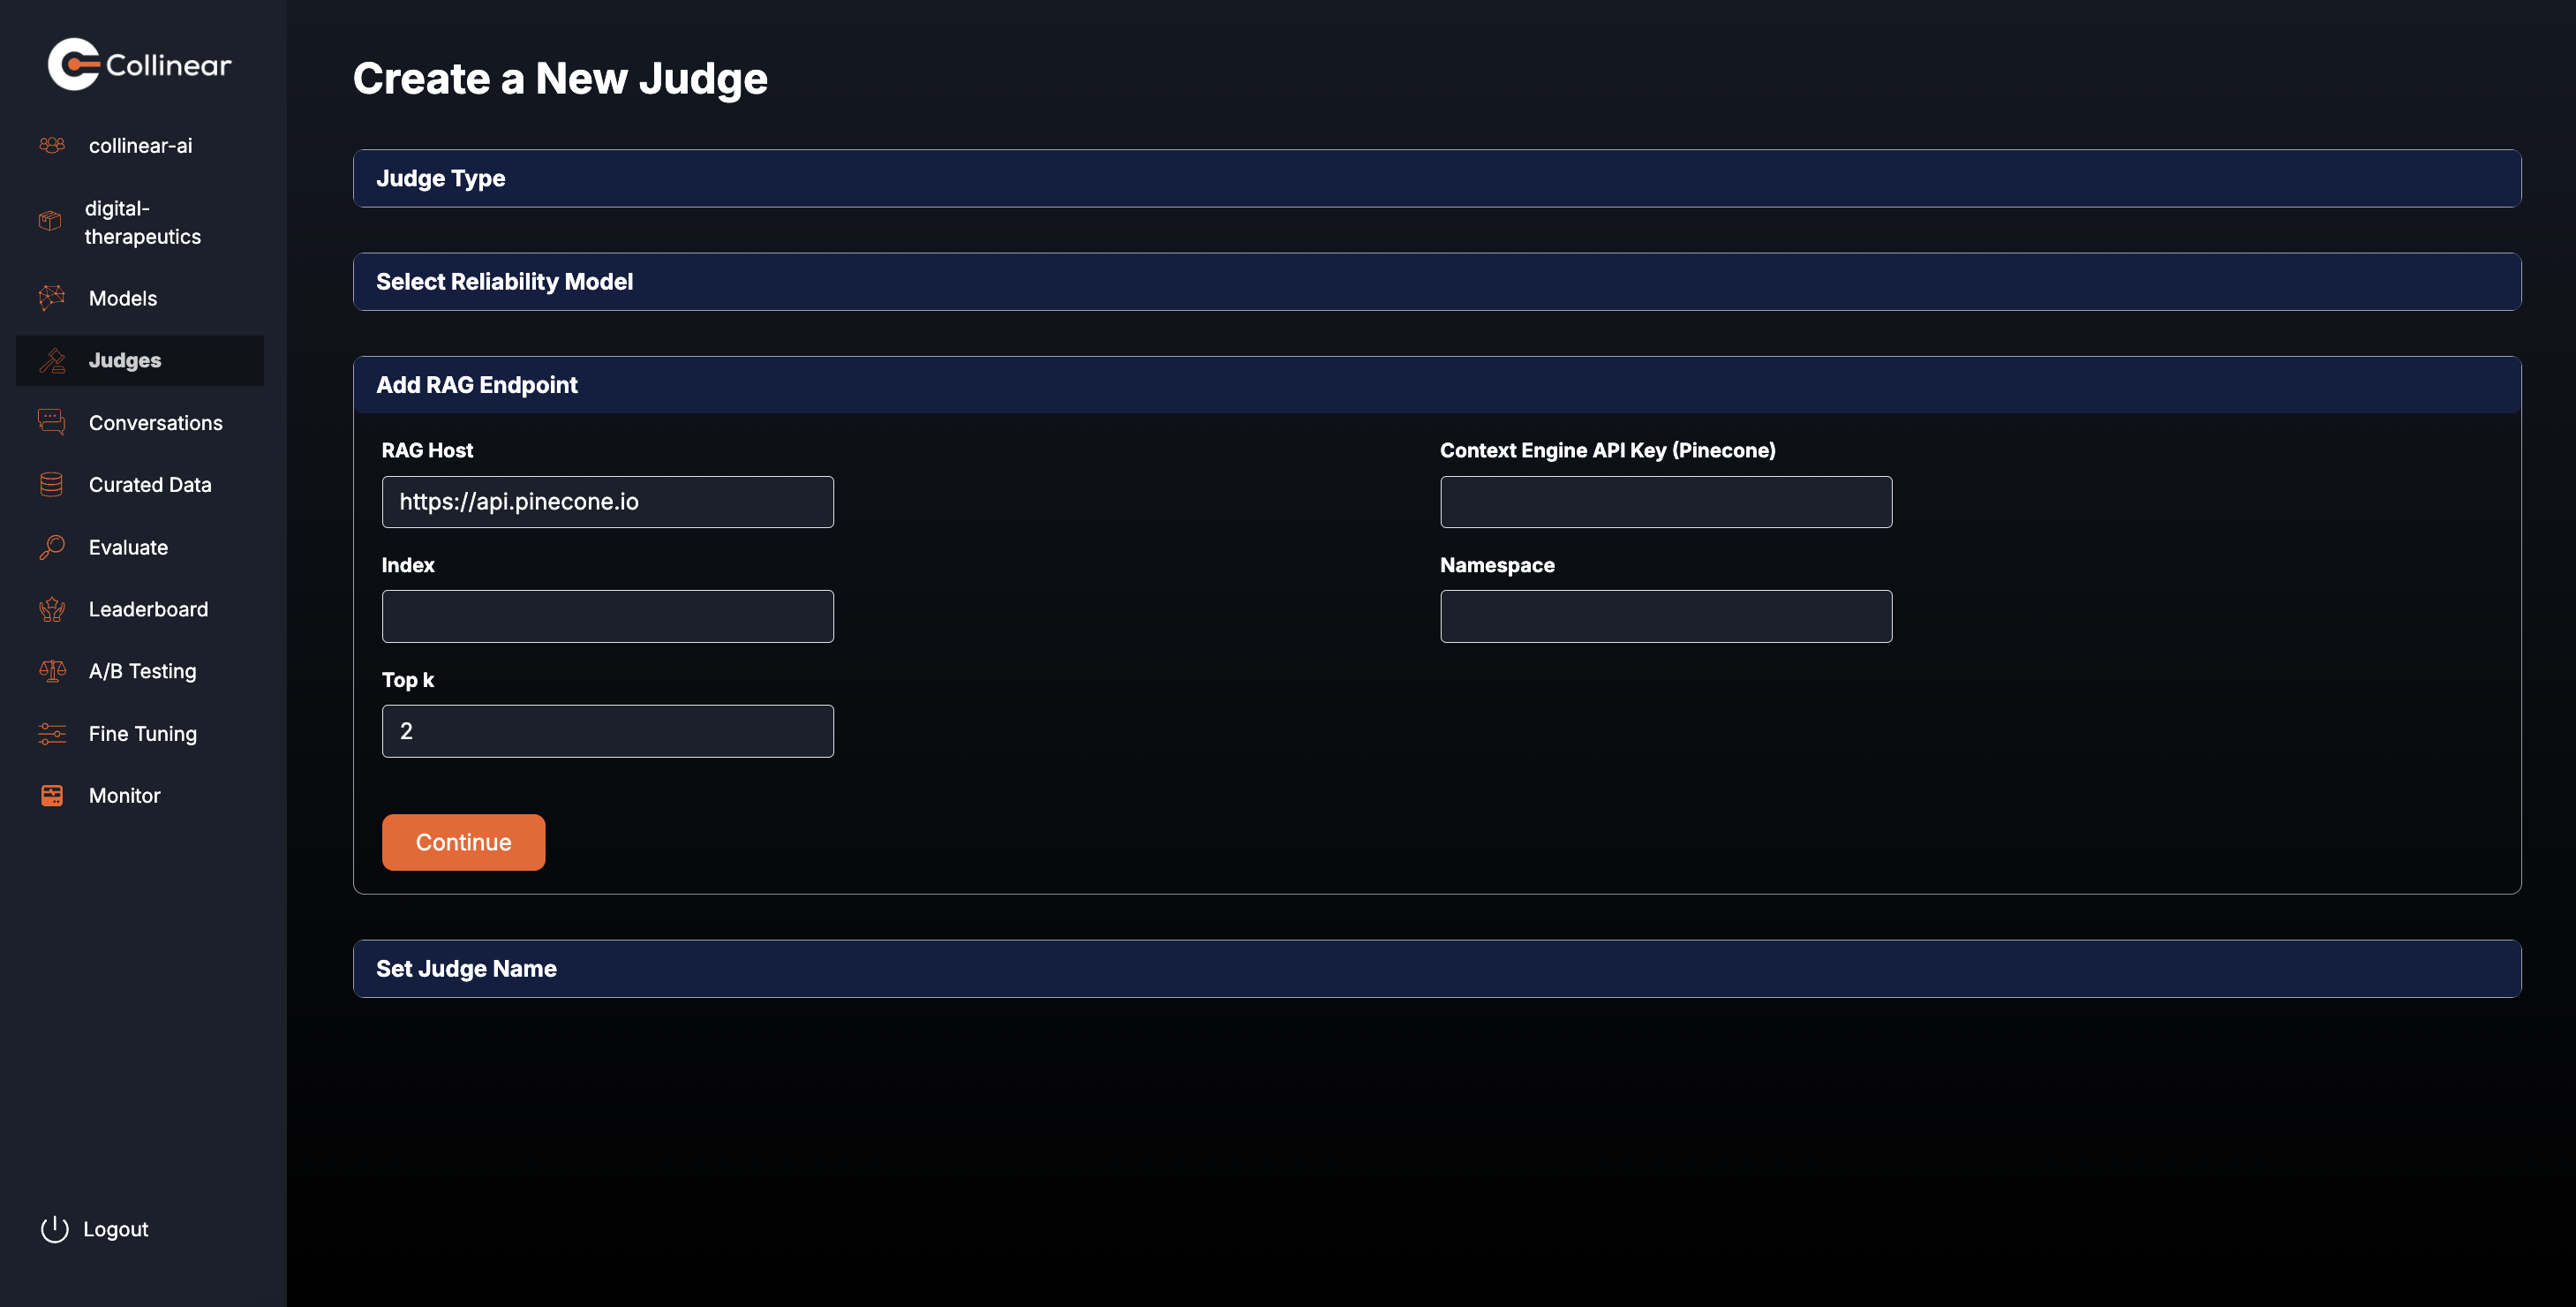 Collinear
collinear-ai
digital-
therapeutics
Models
Judges
Conversations
Curated Data
Evaluate
Leaderboard
A/B Testing
Fine Tuning
Monitor
Logout
Create a New Judge
Judge Type
Select Reliability Model
Add RAG Endpoint
RAG Host
https://api.pinecone.io
Context Engine API Key (Pinecone)
Index
Namespace
Top k
2
Continue
Set Judge Name